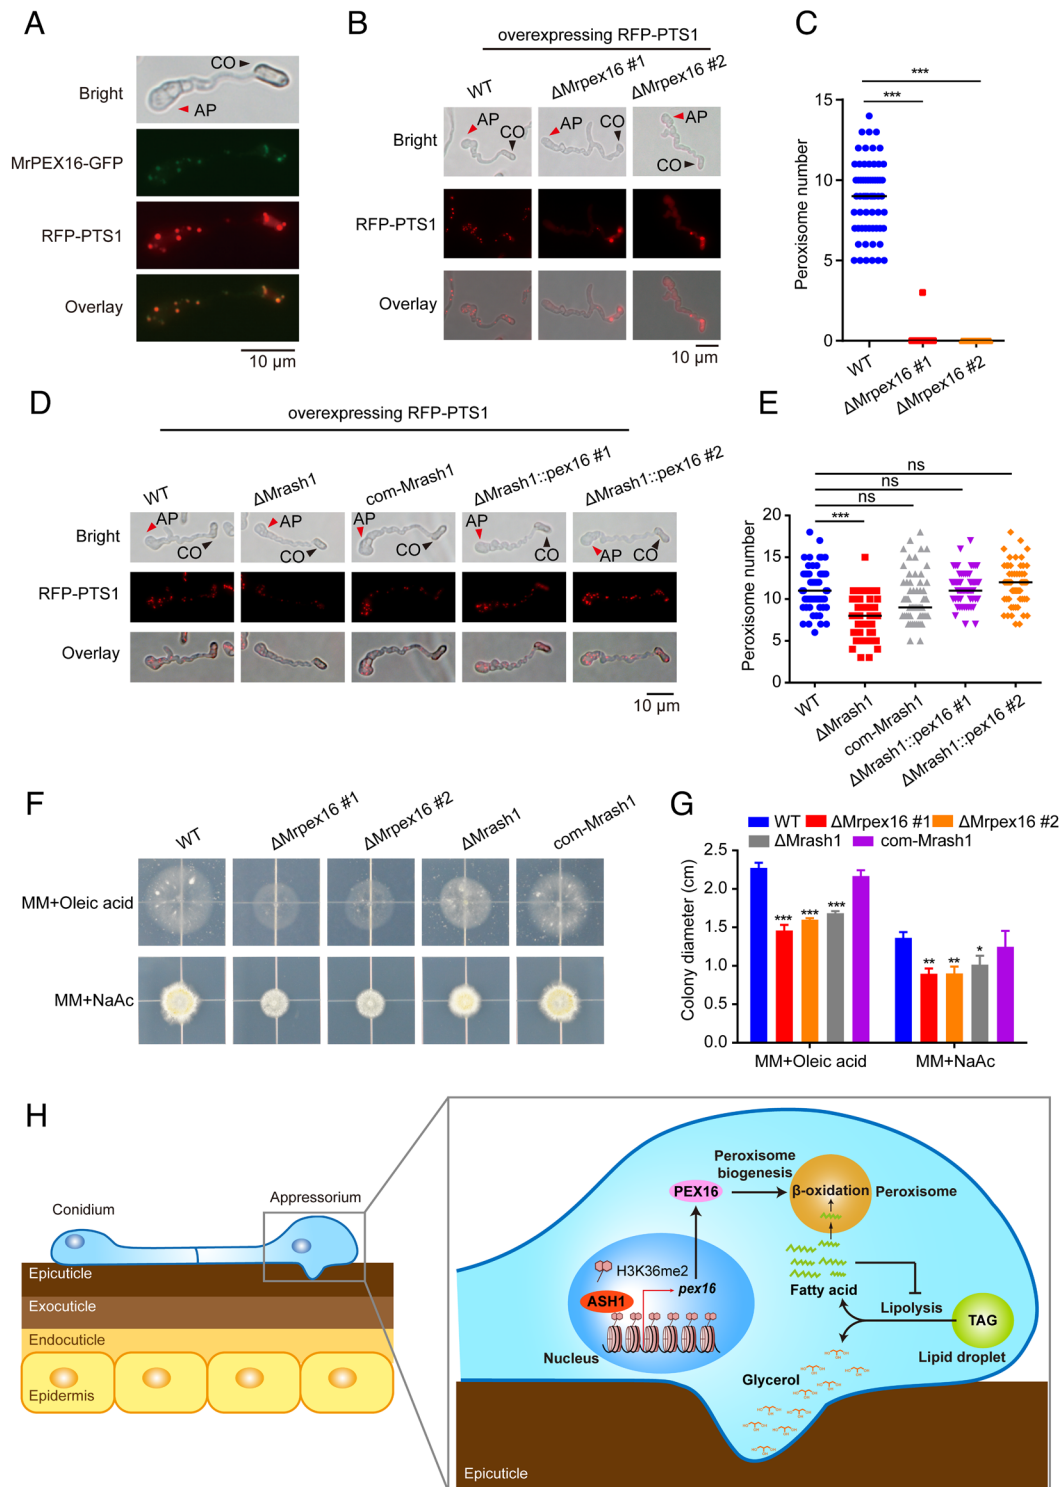 A
CO
Bright
AP
MrPEX16-GFP
RFP-PTS1
Overlay
10 μm
B
overexpressing RFP-PTS1
WT
ΔMrpex16 #1
ΔMrpex16 #2
Bright
AP
CO
AP
CO
AP
CO
RFP-PTS1
Overlay
10 μm
C
***
***
Peroxisome number
15
10
5
0
WT
ΔMrpex16 #1
ΔMrpex16 #2
D
overexpressing RFP-PTS1
WT
ΔMrash1
com-Mrash1
ΔMrash1::pex16 #1
ΔMrash1::pex16 #2
Bright
AP
CO
AP
CO
AP
CO
AP
CO
AP
CO
RFP-PTS1
Overlay
10 μm
E
ns
ns
ns
***
Peroxisome number
20
15
10
5
0
WT
ΔMrash1
com-Mrash1
ΔMrash1::pex16 #1
ΔMrash1::pex16 #2
F
WT
ΔMrpex16 #1
ΔMrpex16 #2
ΔMrash1
com-Mrash1
MM+Oleic acid
MM+NaAc
G
WT
ΔMrpex16 #1
ΔMrpex16 #2
ΔMrash1
com-Mrash1
Colony diameter (cm)
2.5
2.0
1.5
1.0
0.5
0.0
***
***
***
**
**
*
MM+Oleic acid
MM+NaAc
H
Conidium
Appressorium
Epicuticle
Exocuticle
Endocuticle
Epidermis
Peroxisome
biogenesis
PEX16
β-oxidation
Peroxisome
H3K36me2
ASH1
pex16
Nucleus
Fatty acid
Lipolysis
TAG
Lipid droplet
Glycerol
Epicuticle